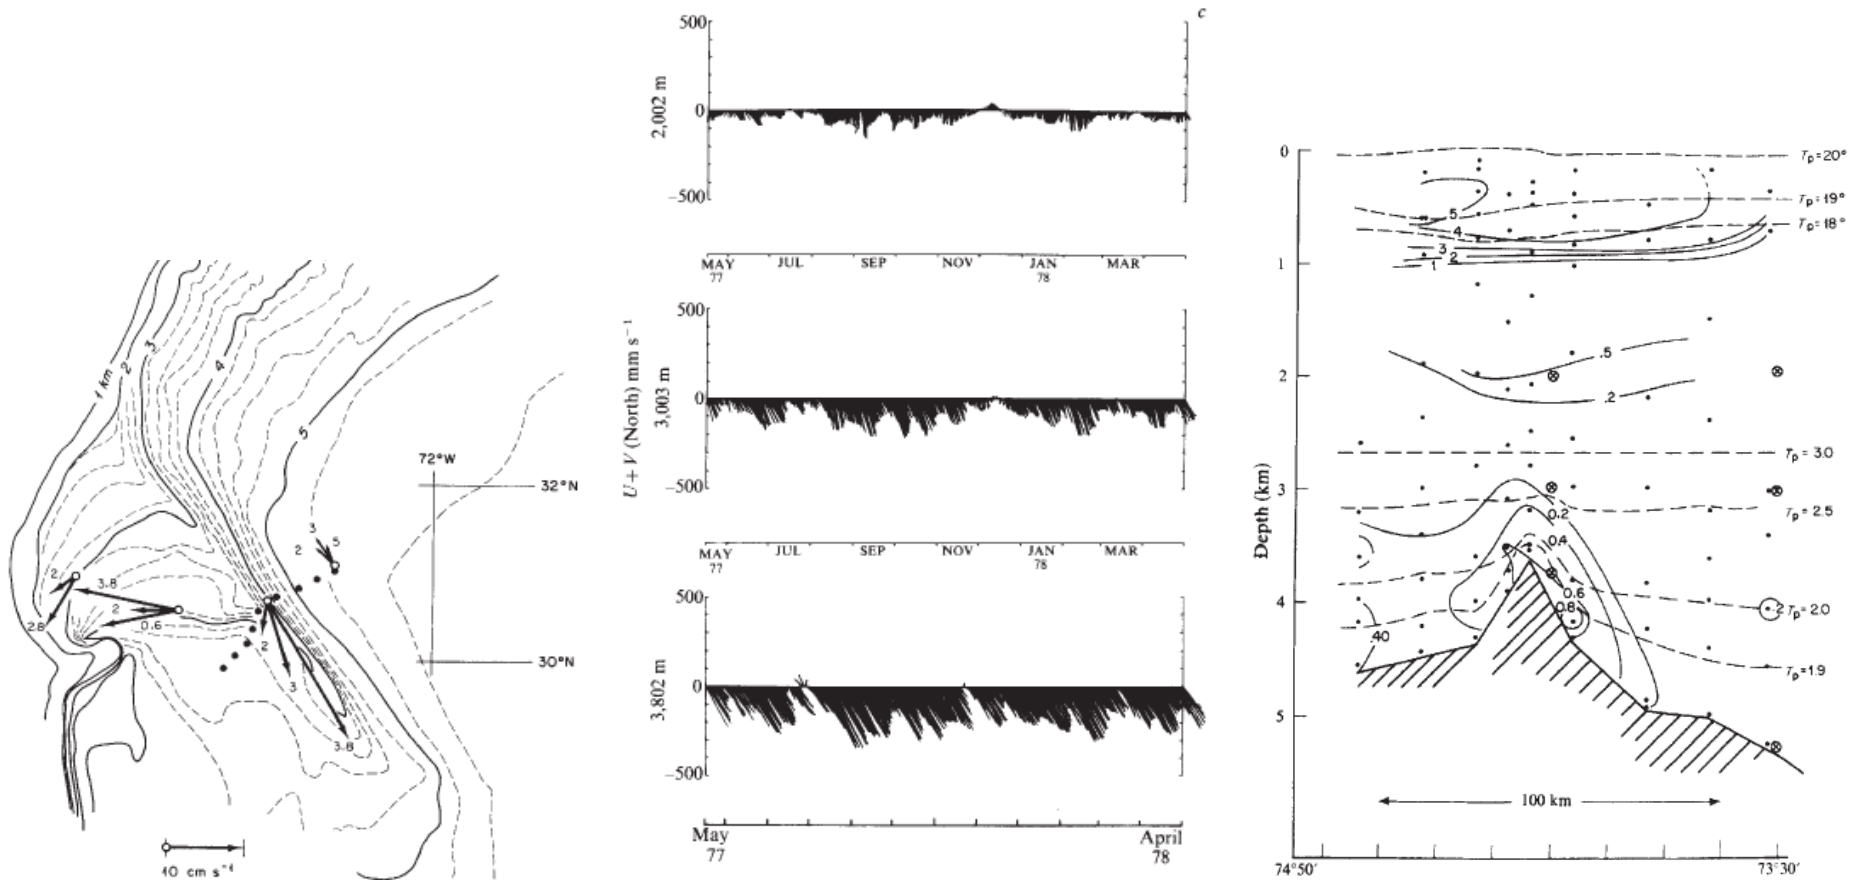 1 km
2
3
4
5
72°W
32°N
30°N
3
2
5
2
3.8
2
2.8
0.6
2
3
3.8
10 cm s⁻¹
c
U + V (North) mm s⁻¹
500
2,002 m
0
−500
MAY JUL SEP NOV JAN MAR
77 78
500
3,003 m
0
−500
MAY JUL SEP NOV JAN MAR
77 78
500
3,802 m
0
−500
May April
77 78
Depth (km)
0
1
2
3
4
5
Tp=20°
Tp=19°
Tp=18°
5
4
3
2
1
.5
.2
Tp=3.0
Tp=2.5
0.2
0.4
0.6
0.8
.40
2
Tp=2.0
Tp=1.9
100 km
74°50' 73°30'